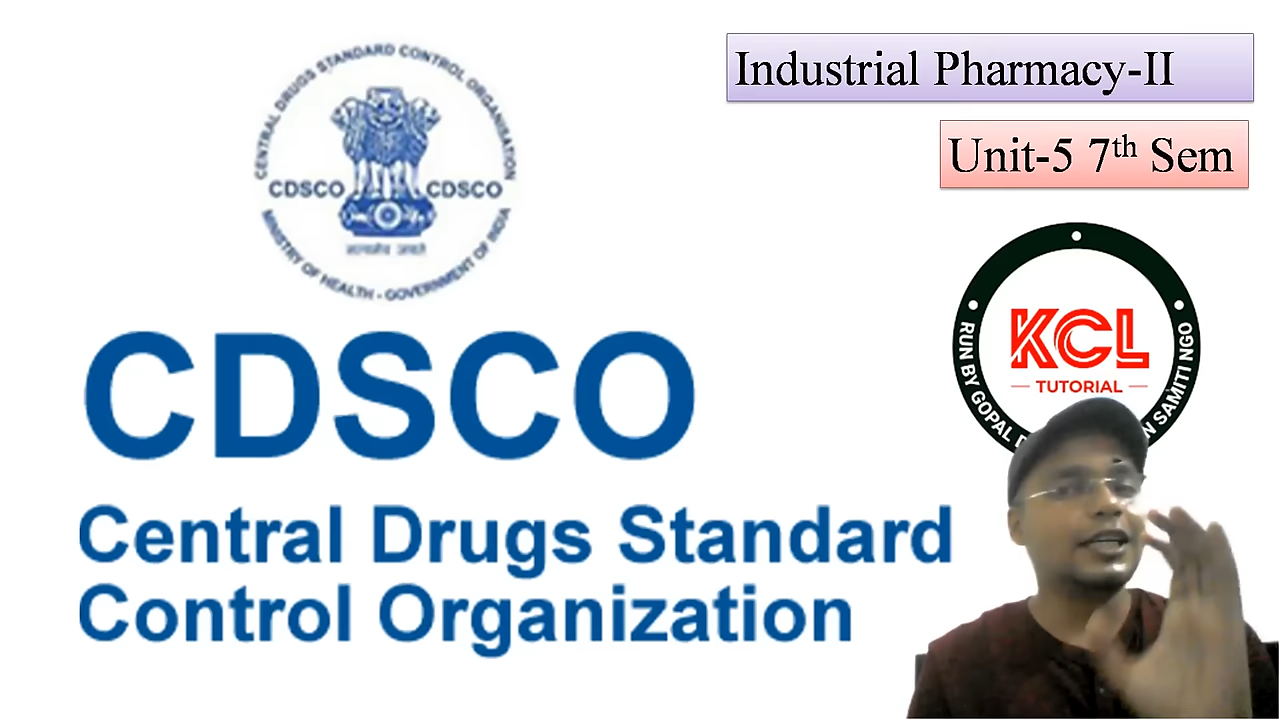 CENTRAL DRUGS STANDARD CONTROL ORGANISATION
CDSCO CDSCO
MINISTRY OF HEALTH - GOVERNMENT OF INDIA
CDSCO
Central Drugs Standard
Control Organization
Industrial Pharmacy-II
Unit-5 7th Sem
KCL
TUTORIAL
RUN BY GOPAL
SAMITI NGO